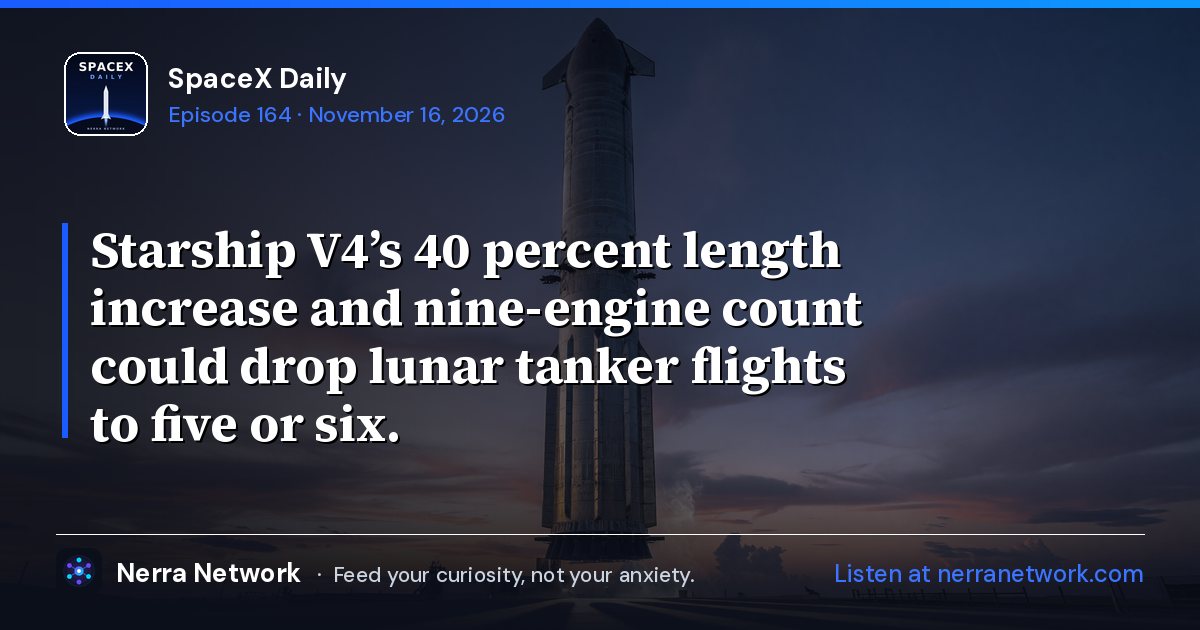 SPACEX
DAILY
NERRA NETWORK
SpaceX Daily
Episode 164 · November 16, 2026
Starship V4’s 40 percent length
increase and nine-engine count
could drop lunar tanker flights
to five or six.
Nerra Network · Feed your curiosity, not your anxiety.
Listen at nerranetwork.com